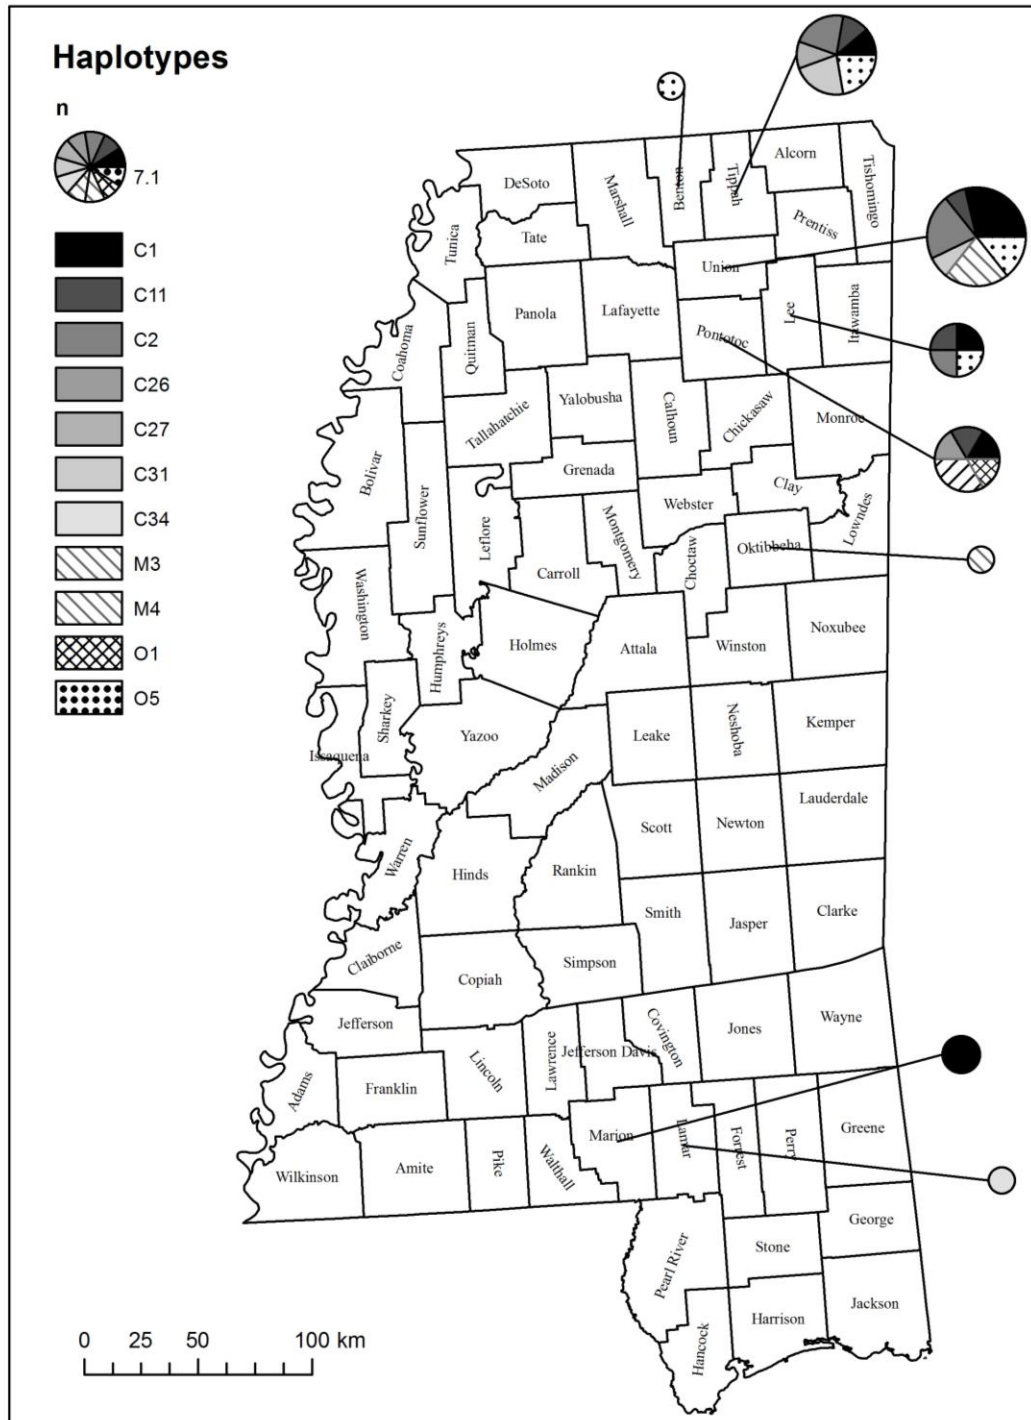 Haplotypes
n
7.1
C1
C11
C2
C26
C27
C31
C34
M3
M4
O1
O5
DeSoto
Marshall
Benton
Tippah
Alcorn
Tishomingo
Tunica
Tate
Prentiss
Union
Coahoma
Quitman
Panola
Lafayette
Pontotoc
Lee
Itawamba
Bolivar
Sunflower
Tallahatchie
Yalobusha
Calhoun
Chickasaw
Monroe
Grenada
Leflore
Carroll
Montgomery
Webster
Clay
Lowndes
Choctaw
Oktibbeha
Washington
Humphreys
Holmes
Attala
Winston
Noxubee
Issaquena
Sharkey
Yazoo
Madison
Leake
Neshoba
Kemper
Warren
Hinds
Rankin
Scott
Newton
Lauderdale
Claiborne
Copiah
Simpson
Smith
Jasper
Clarke
Jefferson
Adams
Franklin
Lincoln
Lawrence
Jefferson Davis
Covington
Jones
Wayne
Wilkinson
Amite
Pike
Walthall
Marion
Lamar
Forrest
Perry
Greene
Pearl River
Stone
George
Hancock
Harrison
Jackson
0 25 50 100 km